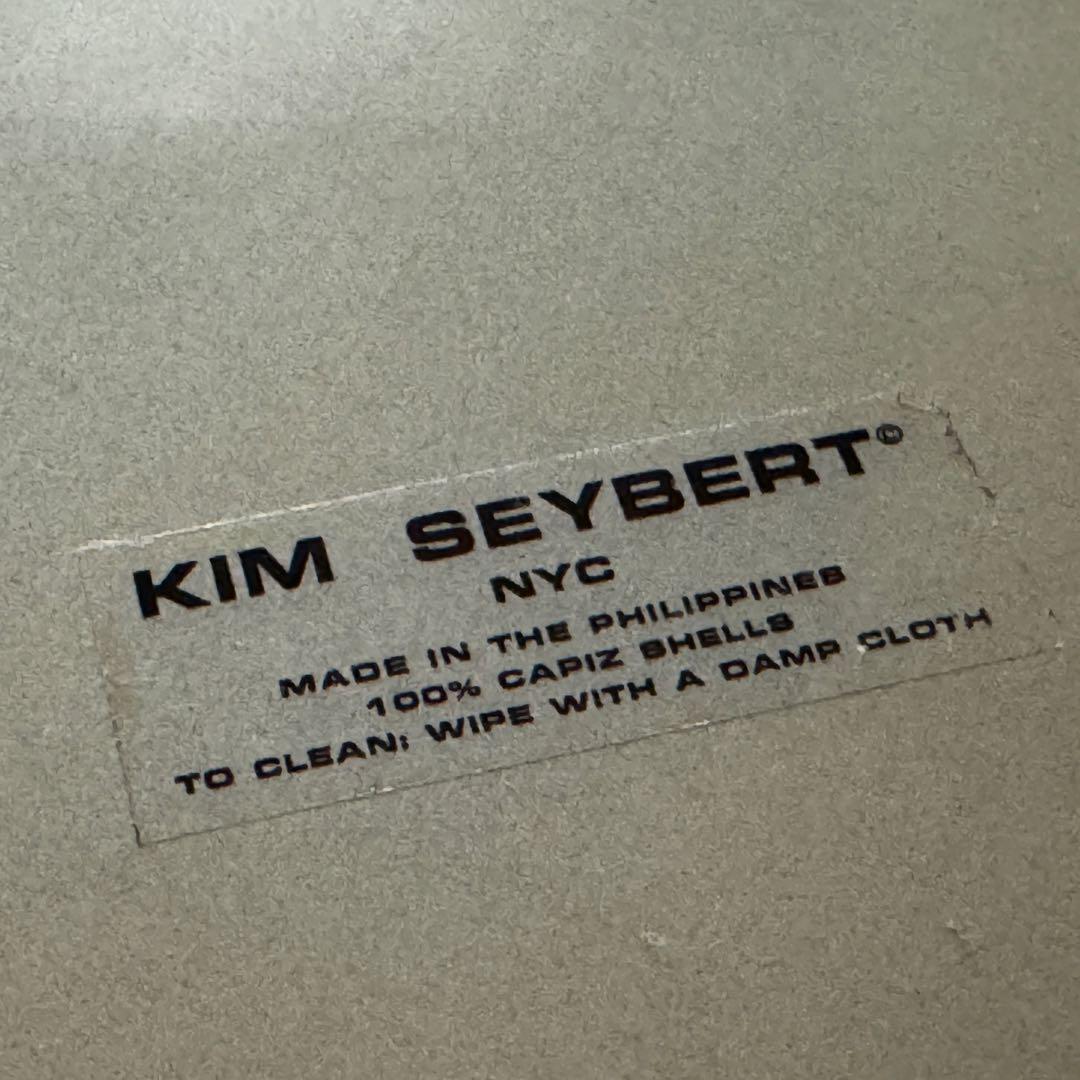 KIM SEYBERT®
NYC
MADE IN THE PHILIPPINES
100% CAPIZ SHELLS
TO CLEAN: WIPE WITH A DAMP CLOTH